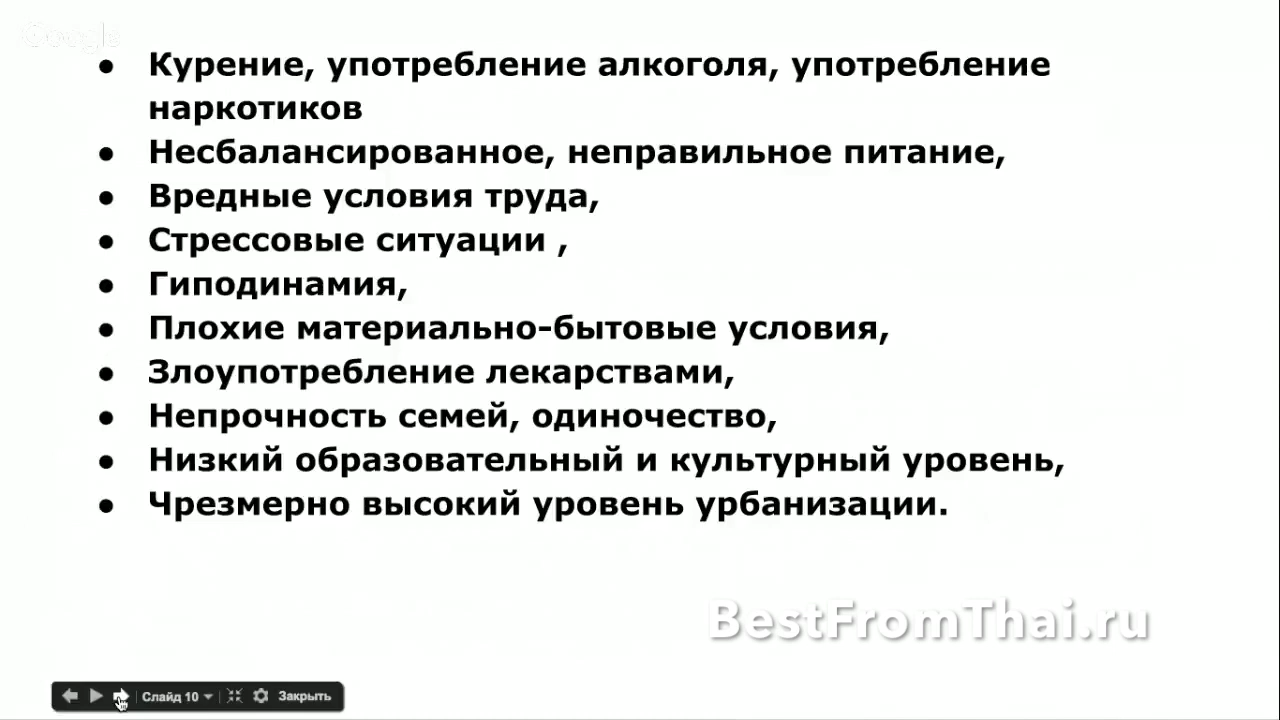 Google
● Курение, употребление алкоголя, употребление
наркотиков
● Несбалансированное, неправильное питание,
● Вредные условия труда,
● Стрессовые ситуации ,
● Гиподинамия,
● Плохие материально-бытовые условия,
● Злоупотребление лекарствами,
● Непрочность семей, одиночество,
● Низкий образовательный и культурный уровень,
● Чрезмерно высокий уровень урбанизации.
BestFromThai.ru
Слайд 10 Закрыть